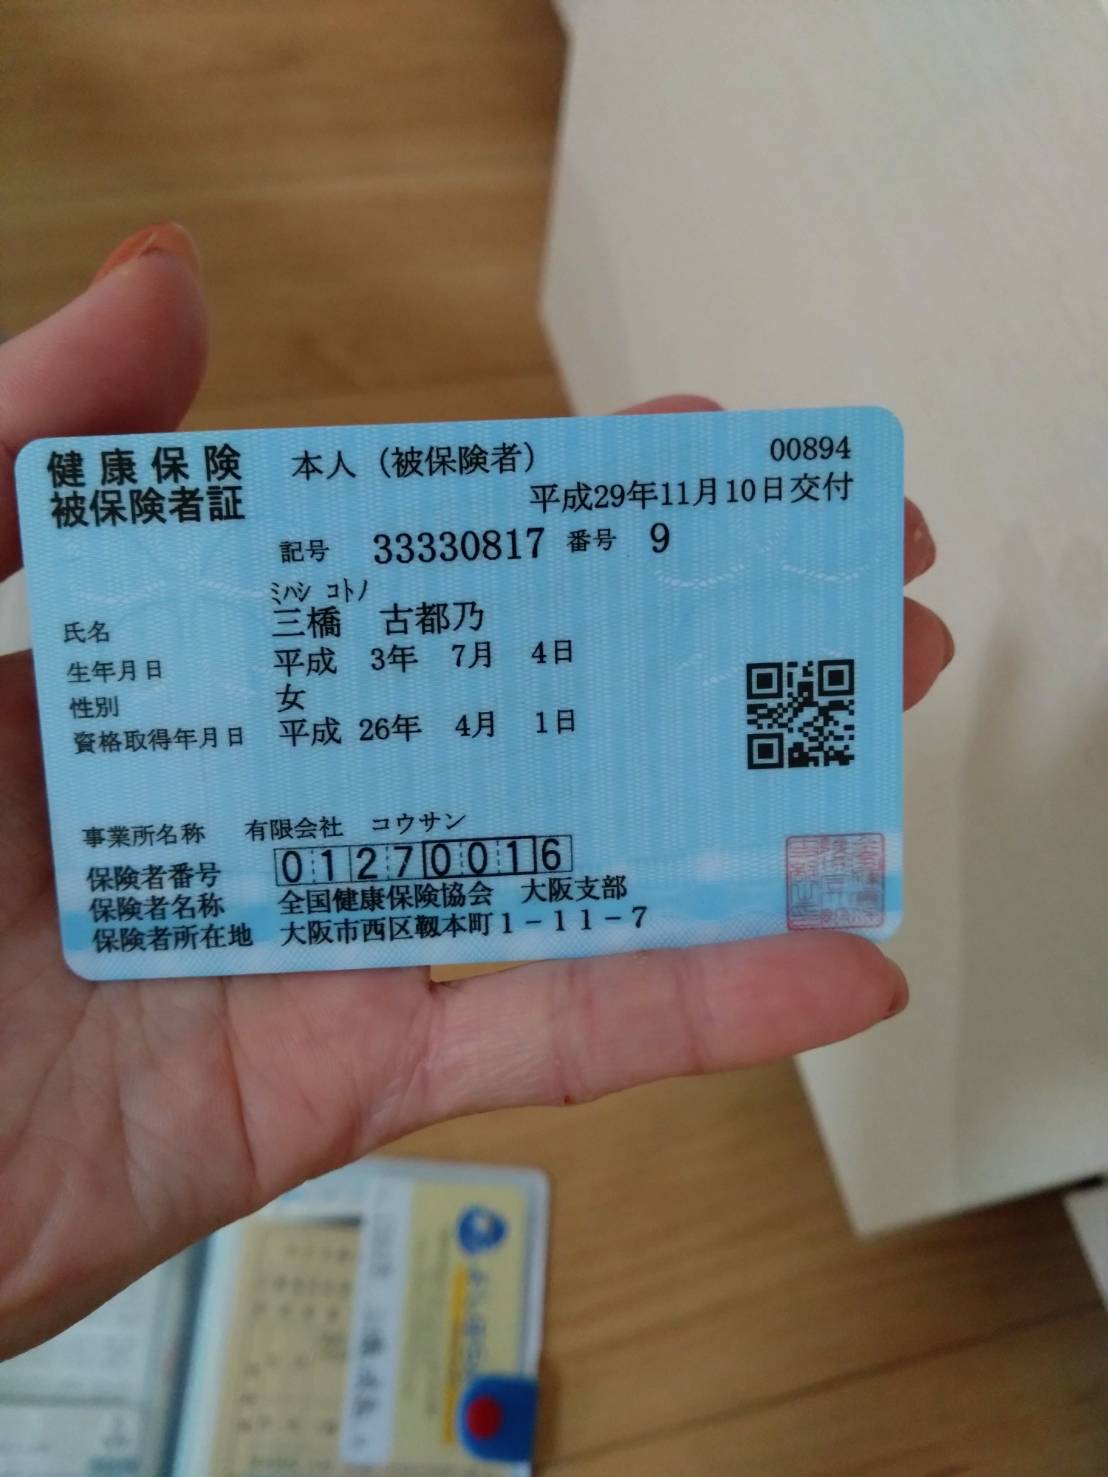 健康保険 本人（被保険者） 00894
被保険者証 平成29年11月10日交付
記号 33330817 番号 9
ﾐﾊｼ ｺﾄﾉ
氏名 三橋 古都乃
生年月日 平成 3年 7月 4日
性別 女
資格取得年月日 平成 26年 4月 1日
事業所名称 有限会社 コウサン
保険者番号 01270016
保険者名称 全国健康保険協会 大阪支部
保険者所在地 大阪市西区靱本町1－11－7